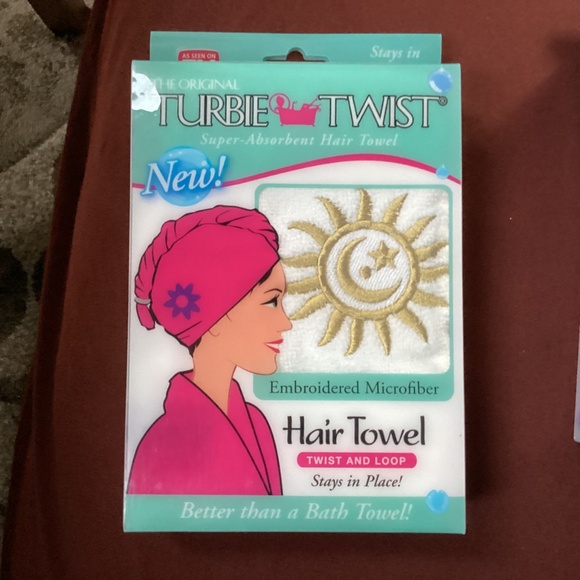 AS SEEN ON
Stays in
THE ORIGINAL
TURBIE TWIST®
Super-Absorbent Hair Towel
New!
Embroidered Microfiber
Hair Towel
TWIST AND LOOP
Stays in Place!
Better than a Bath Towel!